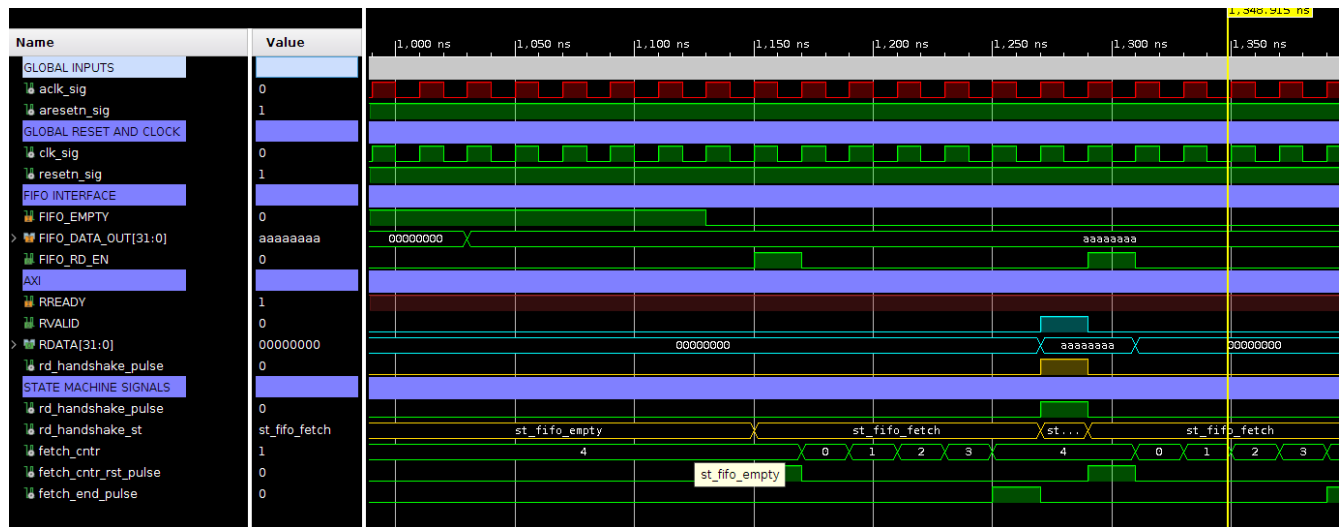 1,348.915 ns
Name Value 1,000 ns 1,050 ns 1,100 ns 1,150 ns 1,200 ns 1,250 ns 1,300 ns 1,350 ns
GLOBAL INPUTS
aclk_sig 0
aresetn_sig 1
GLOBAL RESET AND CLOCK
clk_sig 0
resetn_sig 1
FIFO INTERFACE
FIFO_EMPTY 0
> FIFO_DATA_OUT[31:0] aaaaaaaa 00000000 aaaaaaaa
FIFO_RD_EN 0
AXI
RREADY 1
RVALID 0
> RDATA[31:0] 00000000 00000000 aaaaaaaa 00000000
rd_handshake_pulse 0
STATE MACHINE SIGNALS
rd_handshake_pulse 0
rd_handshake_st st_fifo_fetch st_fifo_empty st_fifo_fetch st... st_fifo_fetch
fetch_cntr 1 4 0 1 2 3 4 0 1 2 3
fetch_cntr_rst_pulse 0 st_fifo_empty
fetch_end_pulse 0